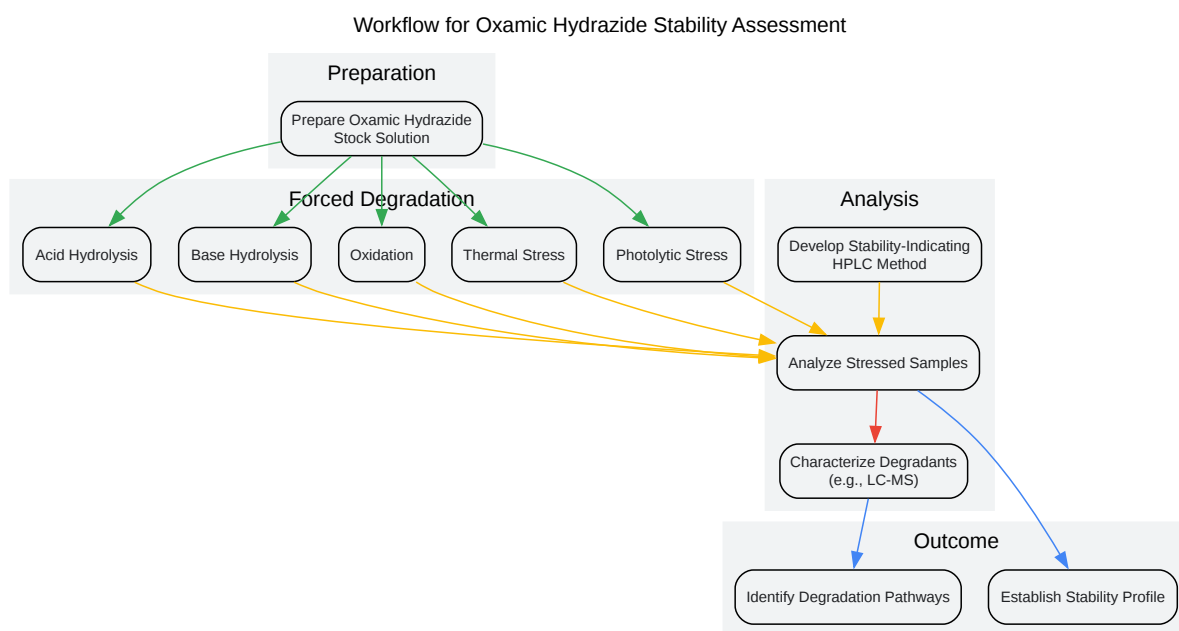 Workflow for Oxamic Hydrazide Stability Assessment
Preparation
Prepare Oxamic Hydrazide
Stock Solution
Forced Degradation
Acid Hydrolysis
Base Hydrolysis
Oxidation
Thermal Stress
Photolytic Stress
Analysis
Develop Stability-Indicating
HPLC Method
Analyze Stressed Samples
Characterize Degradants
(e.g., LC-MS)
Outcome
Identify Degradation Pathways
Establish Stability Profile